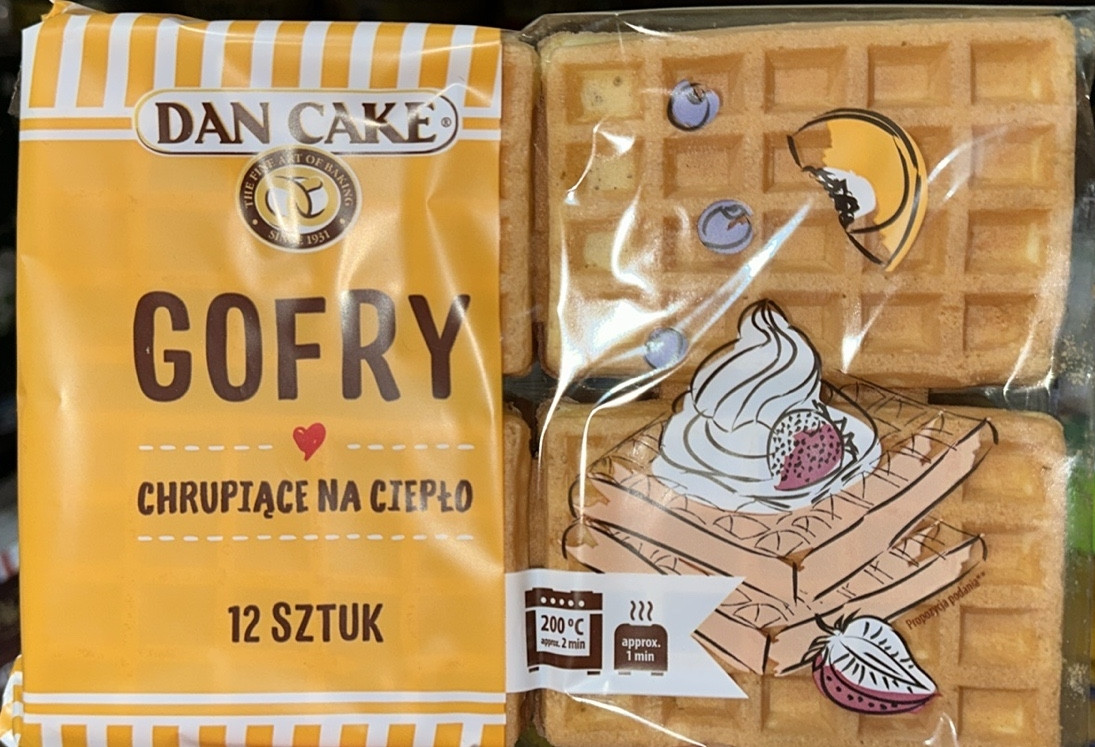 DAN CAKE®
THE FINE ART OF BAKING
SINCE 1931
GOFRY
CHRUPIĄCE NA CIEPŁO
12 SZTUK
200 °C
approx. 2 min
approx.
1 min
Propozycja podania**